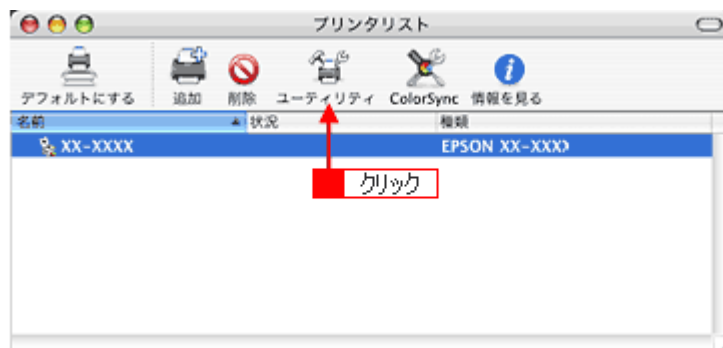 プリンタリスト
デフォルトにする 追加 削除 ユーティリティ ColorSync 情報を見る
名前 状況 種類
XX-XXXX EPSON XX-XXX
クリック